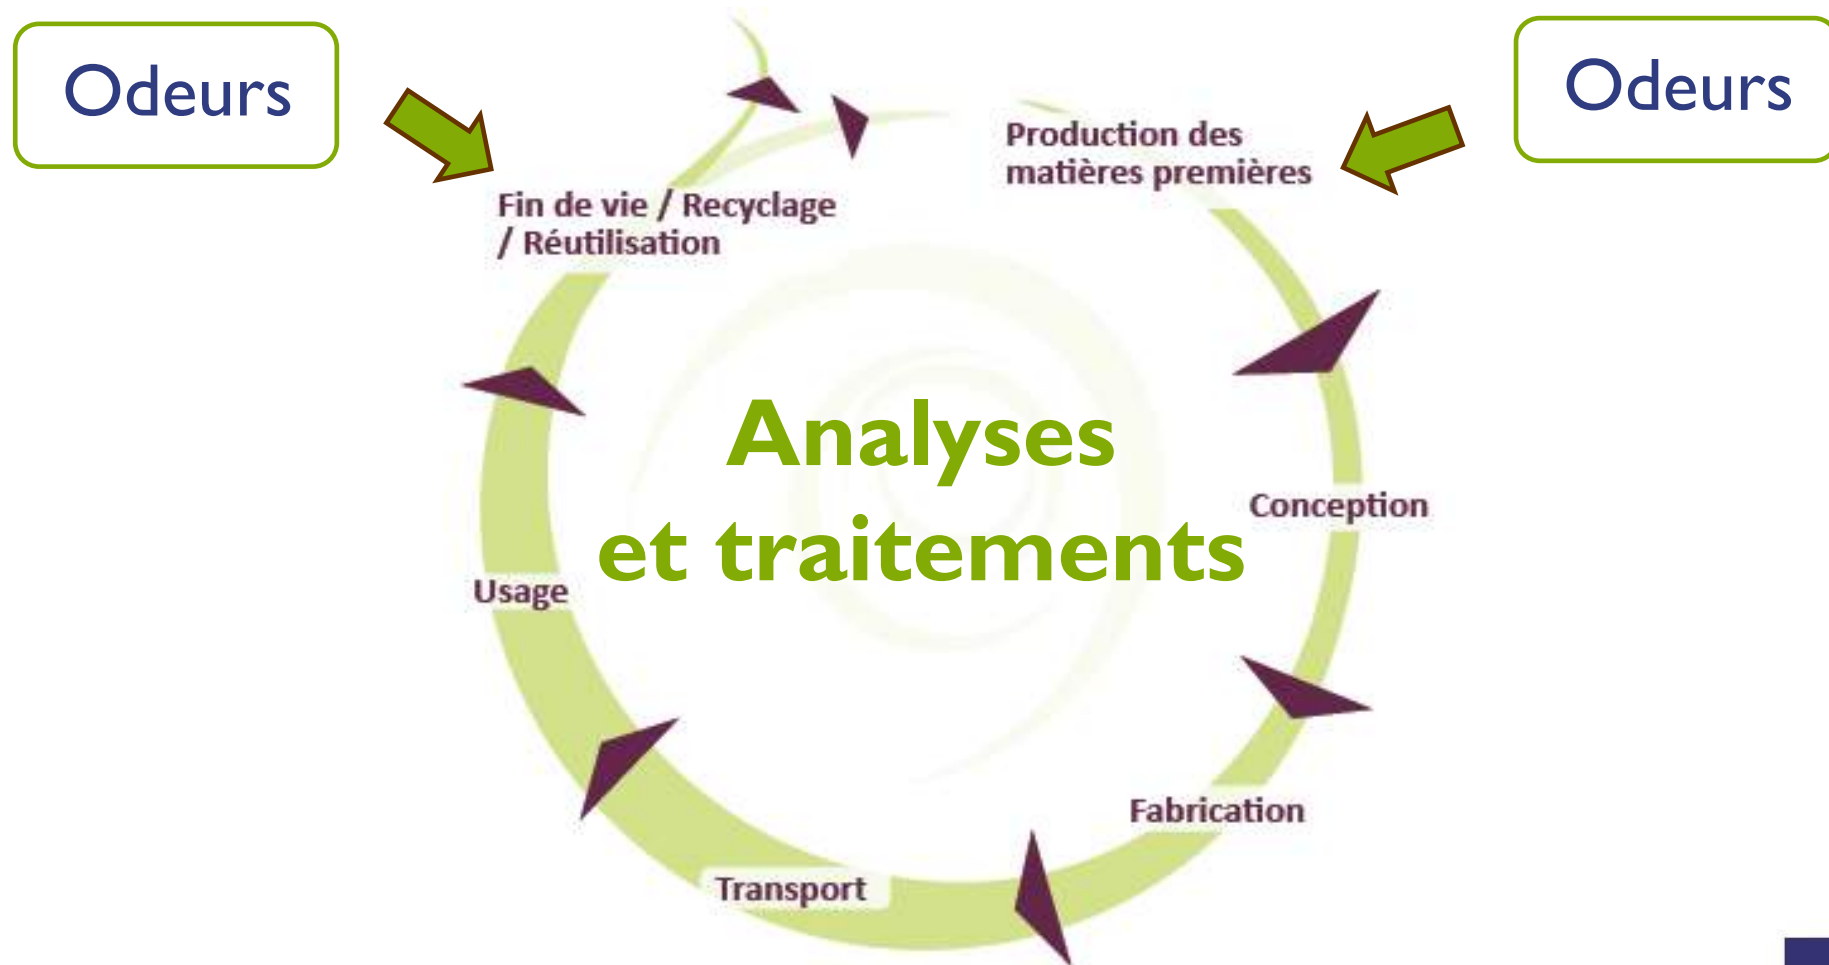 Odeurs
Odeurs
Production des
matières premières
Fin de vie / Recyclage
/ Réutilisation
Analyses
et traitements
Conception
Usage
Fabrication
Transport